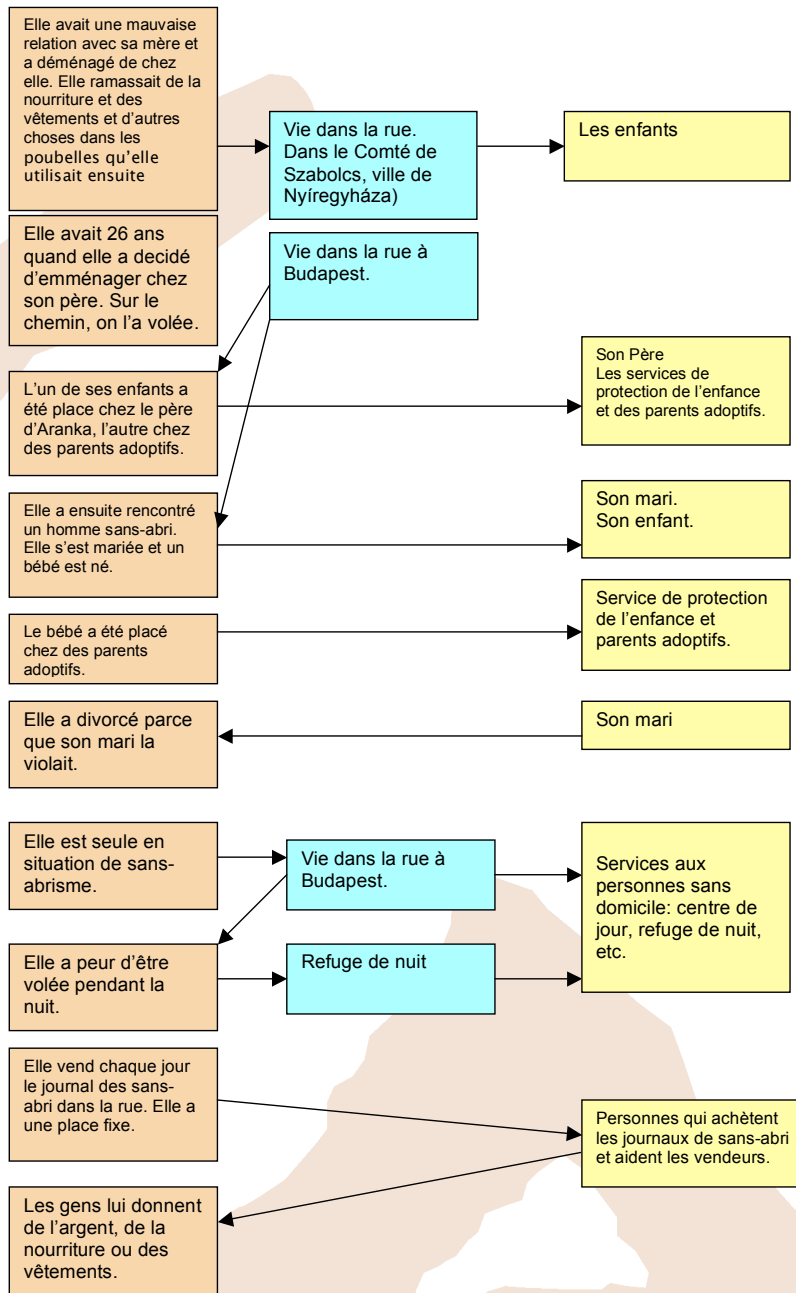 Elle avait une mauvaise
relation avec sa mère et
a déménagé de chez
elle. Elle ramassait de la
nourriture et des
vêtements et d'autres
choses dans les
poubelles qu'elle
utilisait ensuite
Vie dans la rue.
Dans le Comté de
Szabolcs, ville de
Nyíregyháza)
Les enfants
Elle avait 26 ans
quand elle a decidé
d'emménager chez
son père. Sur le
chemin, on l'a volée.
Vie dans la rue à
Budapest.
L'un de ses enfants a
été place chez le père
d'Aranka, l'autre chez
des parents adoptifs.
Son Père
Les services de
protection de l'enfance
et des parents adoptifs.
Elle a ensuite rencontré
un homme sans-abri.
Elle s'est mariée et un
bébé est né.
Son mari.
Son enfant.
Le bébé a été placé
chez des parents
adoptifs.
Service de protection
de l'enfance et
parents adoptifs.
Elle a divorcé parce
que son mari la
violait.
Son mari
Elle est seule en
situation de sans-
abrisme.
Vie dans la rue à
Budapest.
Services aux
personnes sans
domicile: centre de
jour, refuge de nuit,
etc.
Elle a peur d'être
volée pendant la
nuit.
Refuge de nuit
Elle vend chaque jour
le journal des sans-
abri dans la rue. Elle a
une place fixe.
Personnes qui achètent
les journaux de sans-abri
et aident les vendeurs.
Les gens lui donnent
de l'argent, de la
nourriture ou des
vêtements.